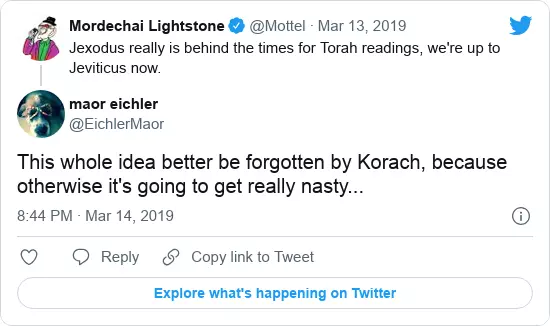 Mordechai Lightstone @Mottel · Mar 13, 2019
Jexodus really is behind the times for Torah readings, we're up to
Jeviticus now.
maor eichler
@EichlerMaor
This whole idea better be forgotten by Korach, because
otherwise it's going to get really nasty...
8:44 PM · Mar 14, 2019
Reply
Copy link to Tweet
Explore what's happening on Twitter